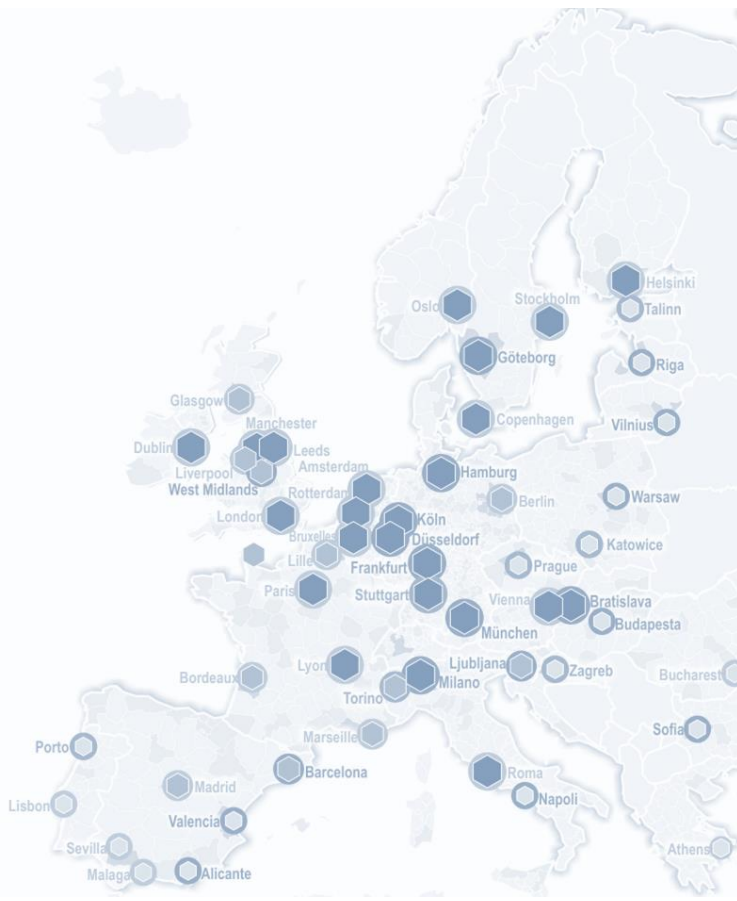 Helsinki
Stockholm
Oslo
Talinn
Göteborg
Riga
Glasgow
Copenhagen
Manchester
Vilnius
Dublin
Leeds
Liverpool
Amsterdam
Hamburg
West Midlands
Rotterdam
Warsaw
Berlin
London
Köln
Bruxelles
Düsseldorf
Katowice
Lille
Frankfurt
Prague
Paris
Stuttgart
Vienna
Bratislava
Budapesta
München
Lyon
Ljubljana
Zagreb
Bucharest
Bordeaux
Milano
Torino
Sofia
Marseille
Porto
Barcelona
Roma
Madrid
Napoli
Lisbon
Valencia
Sevilla
Athens
Malaga
Alicante